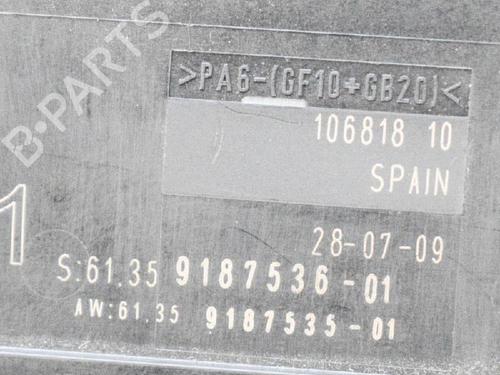 B-PARTS
>PA6-(GF10+GB20)<
106818 10
SPAIN
28-07-09
1
S:61.35 9187536-01
AW:61.35 9187535-01